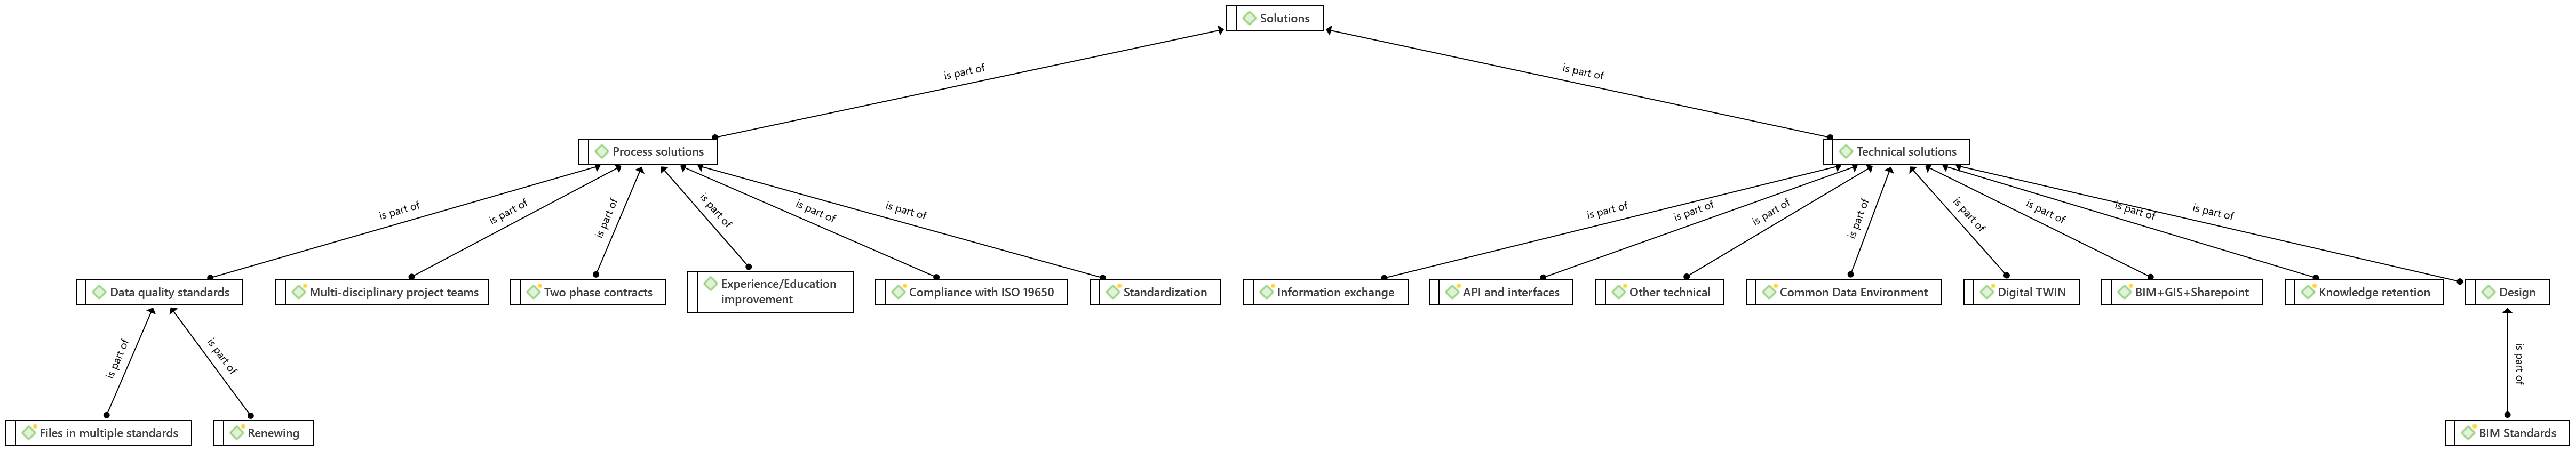 Solutions
is part of
is part of
Process solutions
Technical solutions
is part of
is part of
is part of
is part of
is part of
is part of
is part of
is part of
is part of
is part of
is part of
is part of
is part of
is part of
Data quality standards
Multi-disciplinary project teams
Two phase contracts
Experience/Education
improvement
Compliance with ISO 19650
Standardization
Information exchange
API and interfaces
Other technical
Common Data Environment
Digital TWIN
BIM+GIS+Sharepoint
Knowledge retention
Design
is part of
is part of
is part of
Files in multiple standards
Renewing
BIM Standards